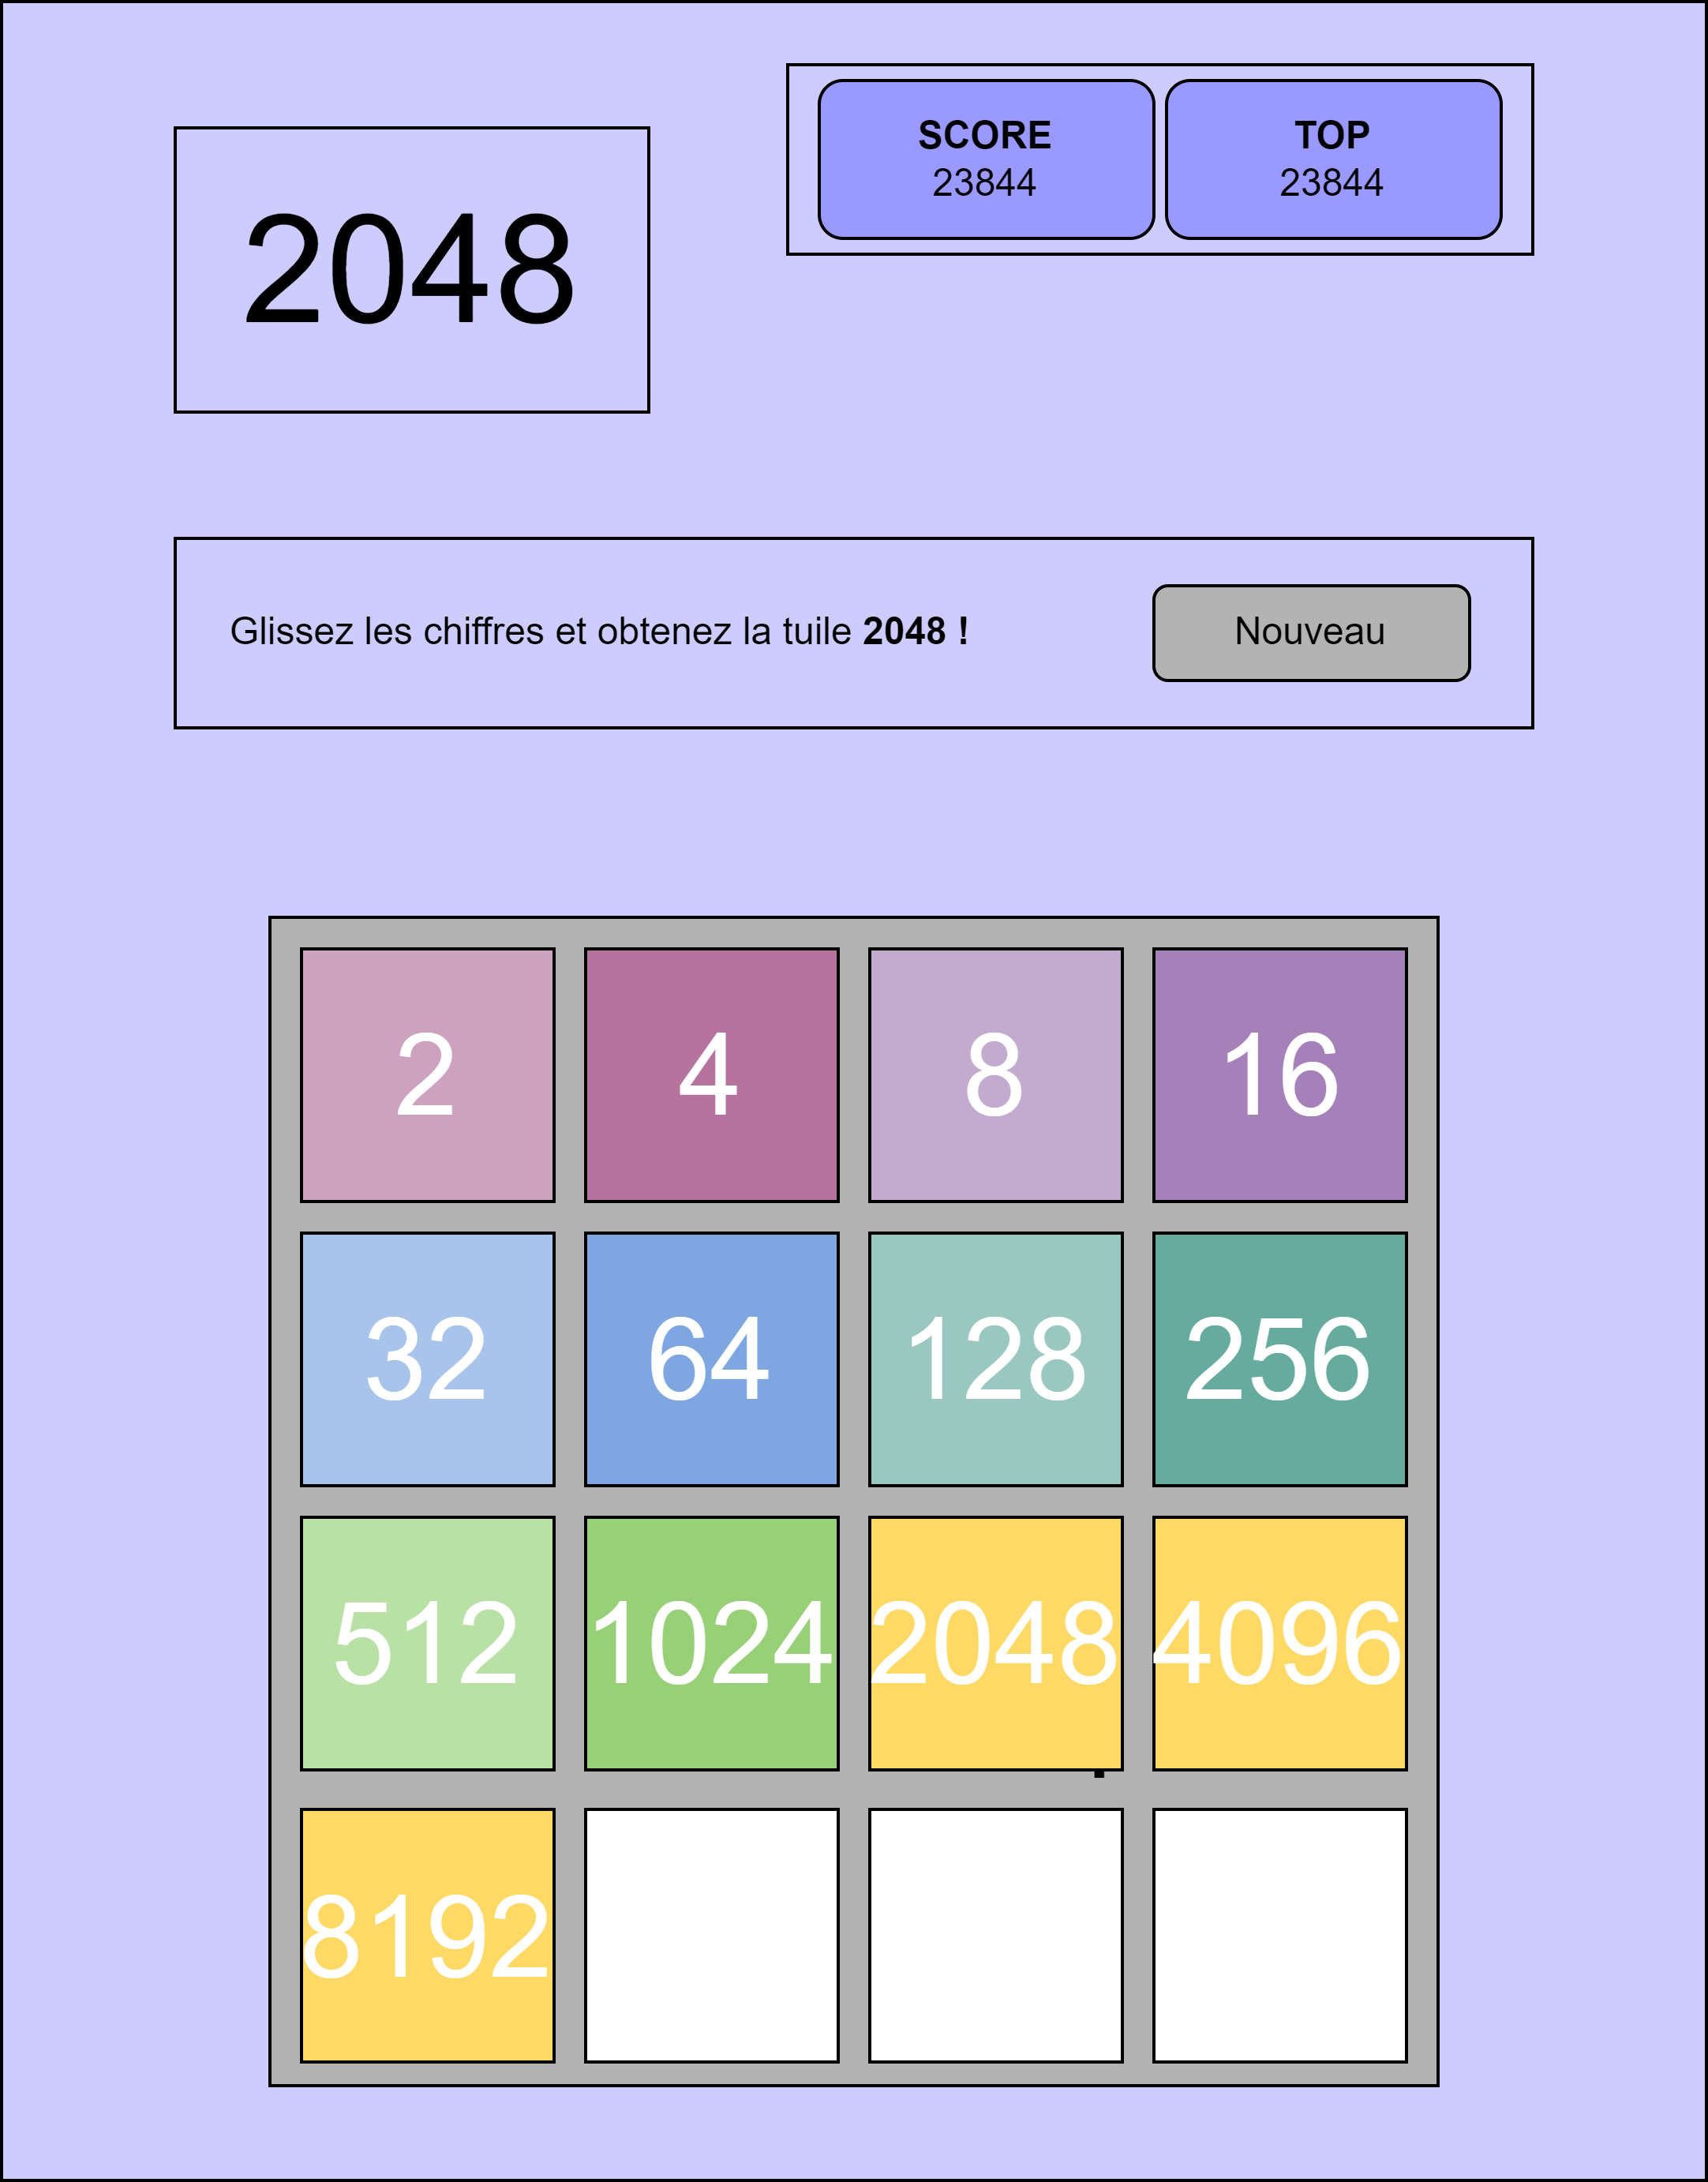 2048
SCORE TOP
23844 23844
Glissez les chiffres et obtenez la tuile 2048 ! Nouveau
2 4 8 16
32 64 128 256
512 1024 2048 4096
8192